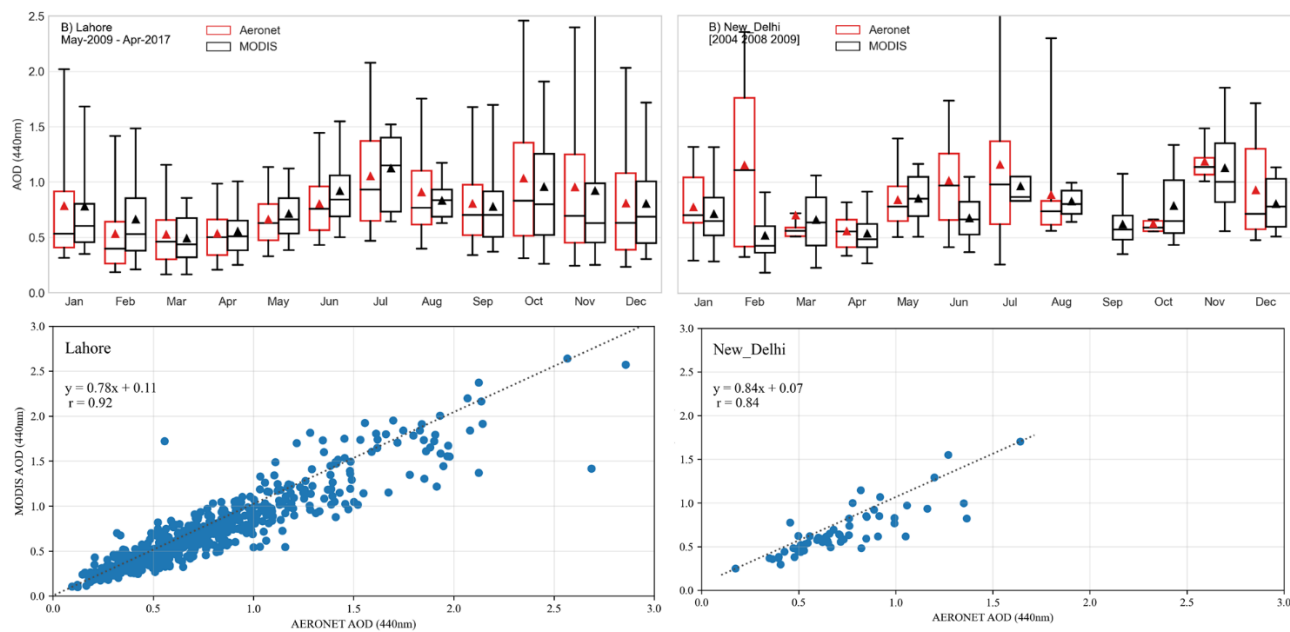 B) Lahore
May-2009 - Apr-2017
Aeronet
MODIS
AOD (440nm)
2.5
2.0
1.5
1.0
0.5
0.0
Jan Feb Mar Apr May Jun Jul Aug Sep Oct Nov Dec
B) New_Delhi
[2004 2008 2009]
Aeronet
MODIS
Jan Feb Mar Apr May Jun Jul Aug Sep Oct Nov Dec
Lahore
y = 0.78x + 0.11
r = 0.92
MODIS AOD (440nm)
3.0
2.5
2.0
1.5
1.0
0.5
0.0
0.0 0.5 1.0 1.5 2.0 2.5 3.0
AERONET AOD (440nm)
New_Delhi
y = 0.84x + 0.07
r = 0.84
3.0
2.5
2.0
1.5
1.0
0.5
0.0
0.0 0.5 1.0 1.5 2.0 2.5 3.0
AERONET AOD (440nm)